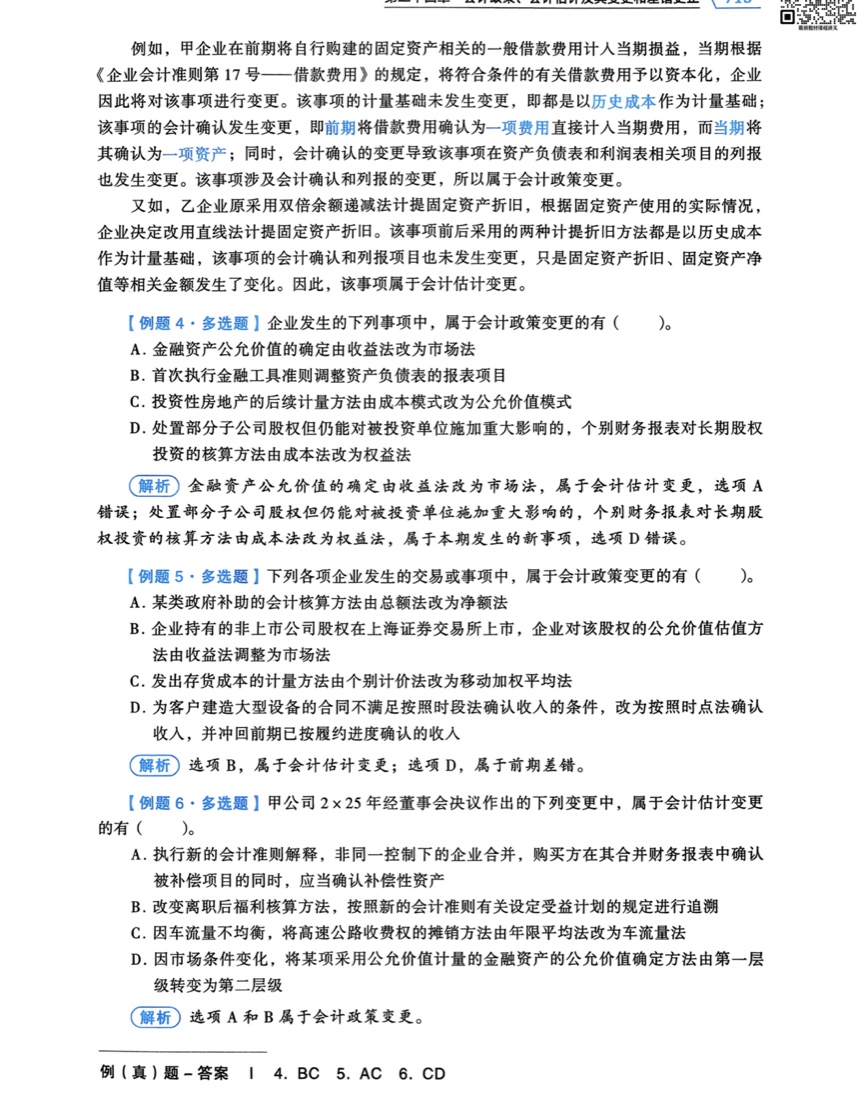 例如，甲企业在前期将自行购建的固定资产相关的一般借款费用计入当期损益，当期根据
《企业会计准则第 17 号——借款费用》的规定，将符合条件的有关借款费用予以资本化，企业
因此将对该事项进行变更。该事项的计量基础未发生变更，即都是以历史成本作为计量基础；
该事项的会计确认发生变更，即前期将借款费用确认为一项费用直接计入当期费用，而当期将
其确认为一项资产；同时，会计确认的变更导致该事项在资产负债表和利润表相关项目的列报
也发生变更。该事项涉及会计确认和列报的变更，所以属于会计政策变更。
又如，乙企业原采用双倍余额递减法计提固定资产折旧，根据固定资产使用的实际情况，
企业决定改用直线法计提固定资产折旧。该事项前后采用的两种计提折旧方法都是以历史成本
作为计量基础，该事项的会计确认和列报项目也未发生变更，只是固定资产折旧、固定资产净
值等相关金额发生了变化。因此，该事项属于会计估计变更。
【例题 4·多选题】企业发生的下列事项中，属于会计政策变更的有（　　）。
A. 金融资产公允价值的确定由收益法改为市场法
B. 首次执行金融工具准则调整资产负债表的报表项目
C. 投资性房地产的后续计量方法由成本模式改为公允价值模式
D. 处置部分子公司股权但仍能对被投资单位施加重大影响的，个别财务报表对长期股权
投资的核算方法由成本法改为权益法
解析 金融资产公允价值的确定由收益法改为市场法，属于会计估计变更，选项 A
错误；处置部分子公司股权但仍能对被投资单位施加重大影响的，个别财务报表对长期股
权投资的核算方法由成本法改为权益法，属于本期发生的新事项，选项 D 错误。
【例题 5·多选题】下列各项企业发生的交易或事项中，属于会计政策变更的有（　　）。
A. 某类政府补助的会计核算方法由总额法改为净额法
B. 企业持有的非上市公司股权在上海证券交易所上市，企业对该股权的公允价值估值方
法由收益法调整为市场法
C. 发出存货成本的计量方法由个别计价法改为移动加权平均法
D. 为客户建造大型设备的合同不满足按照时段法确认收入的条件，改为按照时点法确认
收入，并冲回前期已按履约进度确认的收入
解析 选项 B，属于会计估计变更；选项 D，属于前期差错。
【例题 6·多选题】甲公司 2×25 年经董事会决议作出的下列变更中，属于会计估计变更
的有（　　）。
A. 执行新的会计准则解释，非同一控制下的企业合并，购买方在其合并财务报表中确认
被补偿项目的同时，应当确认补偿性资产
B. 改变离职后福利核算方法，按照新的会计准则有关设定受益计划的规定进行追溯
C. 因车流量不均衡，将高速公路收费权的摊销方法由年限平均法改为车流量法
D. 因市场条件变化，将某项采用公允价值计量的金融资产的公允价值确定方法由第一层
级转变为第二层级
解析 选项 A 和 B 属于会计政策变更。
例（真）题–答案 | 4. BC 5. AC 6. CD